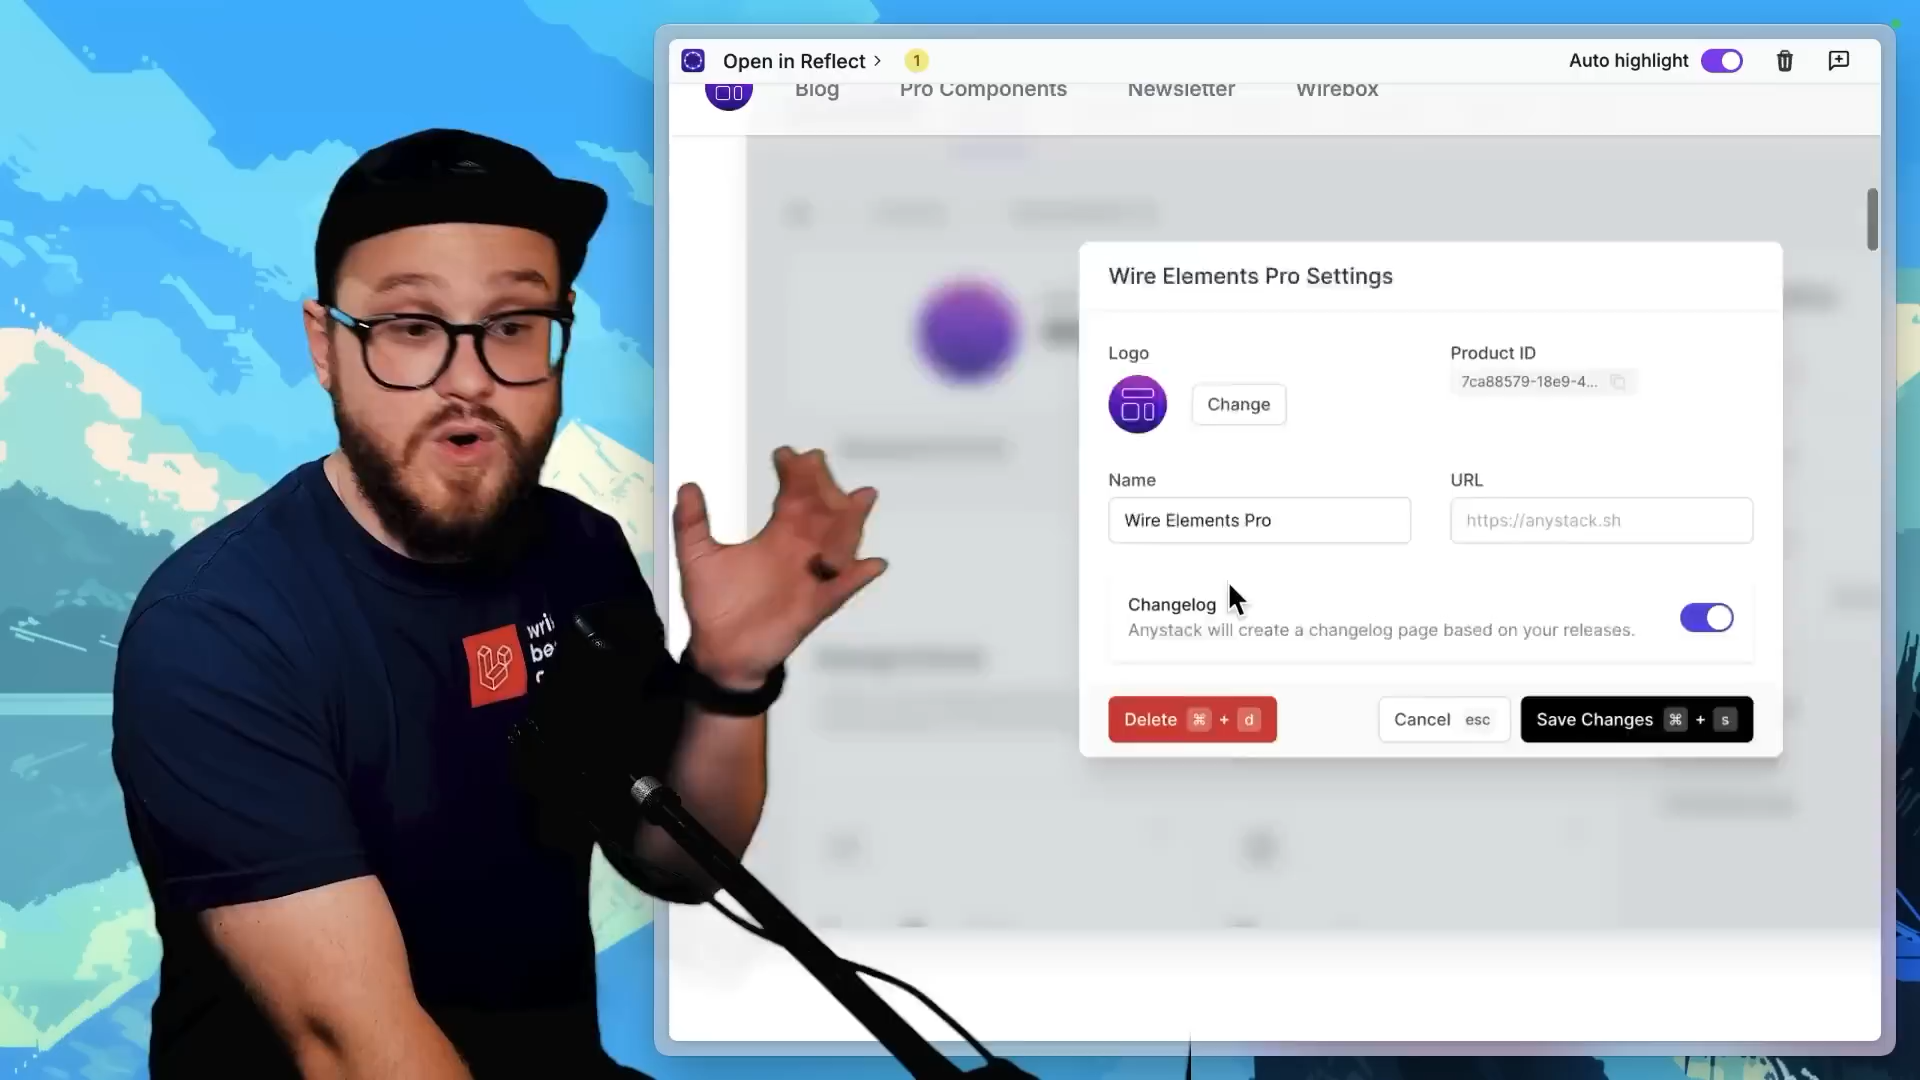 Open in Reflect
1
Auto highlight
Blog
Pro Components
Newsletter
Wirebox
Wire Elements Pro Settings
Logo
Product ID
Change
7ca88579-18e9-4...
Name
URL
Wire Elements Pro
https://anystack.sh
Changelog
Anystack will create a changelog page based on your releases.
Delete ⌘ + d
Cancel esc
Save Changes ⌘ + s